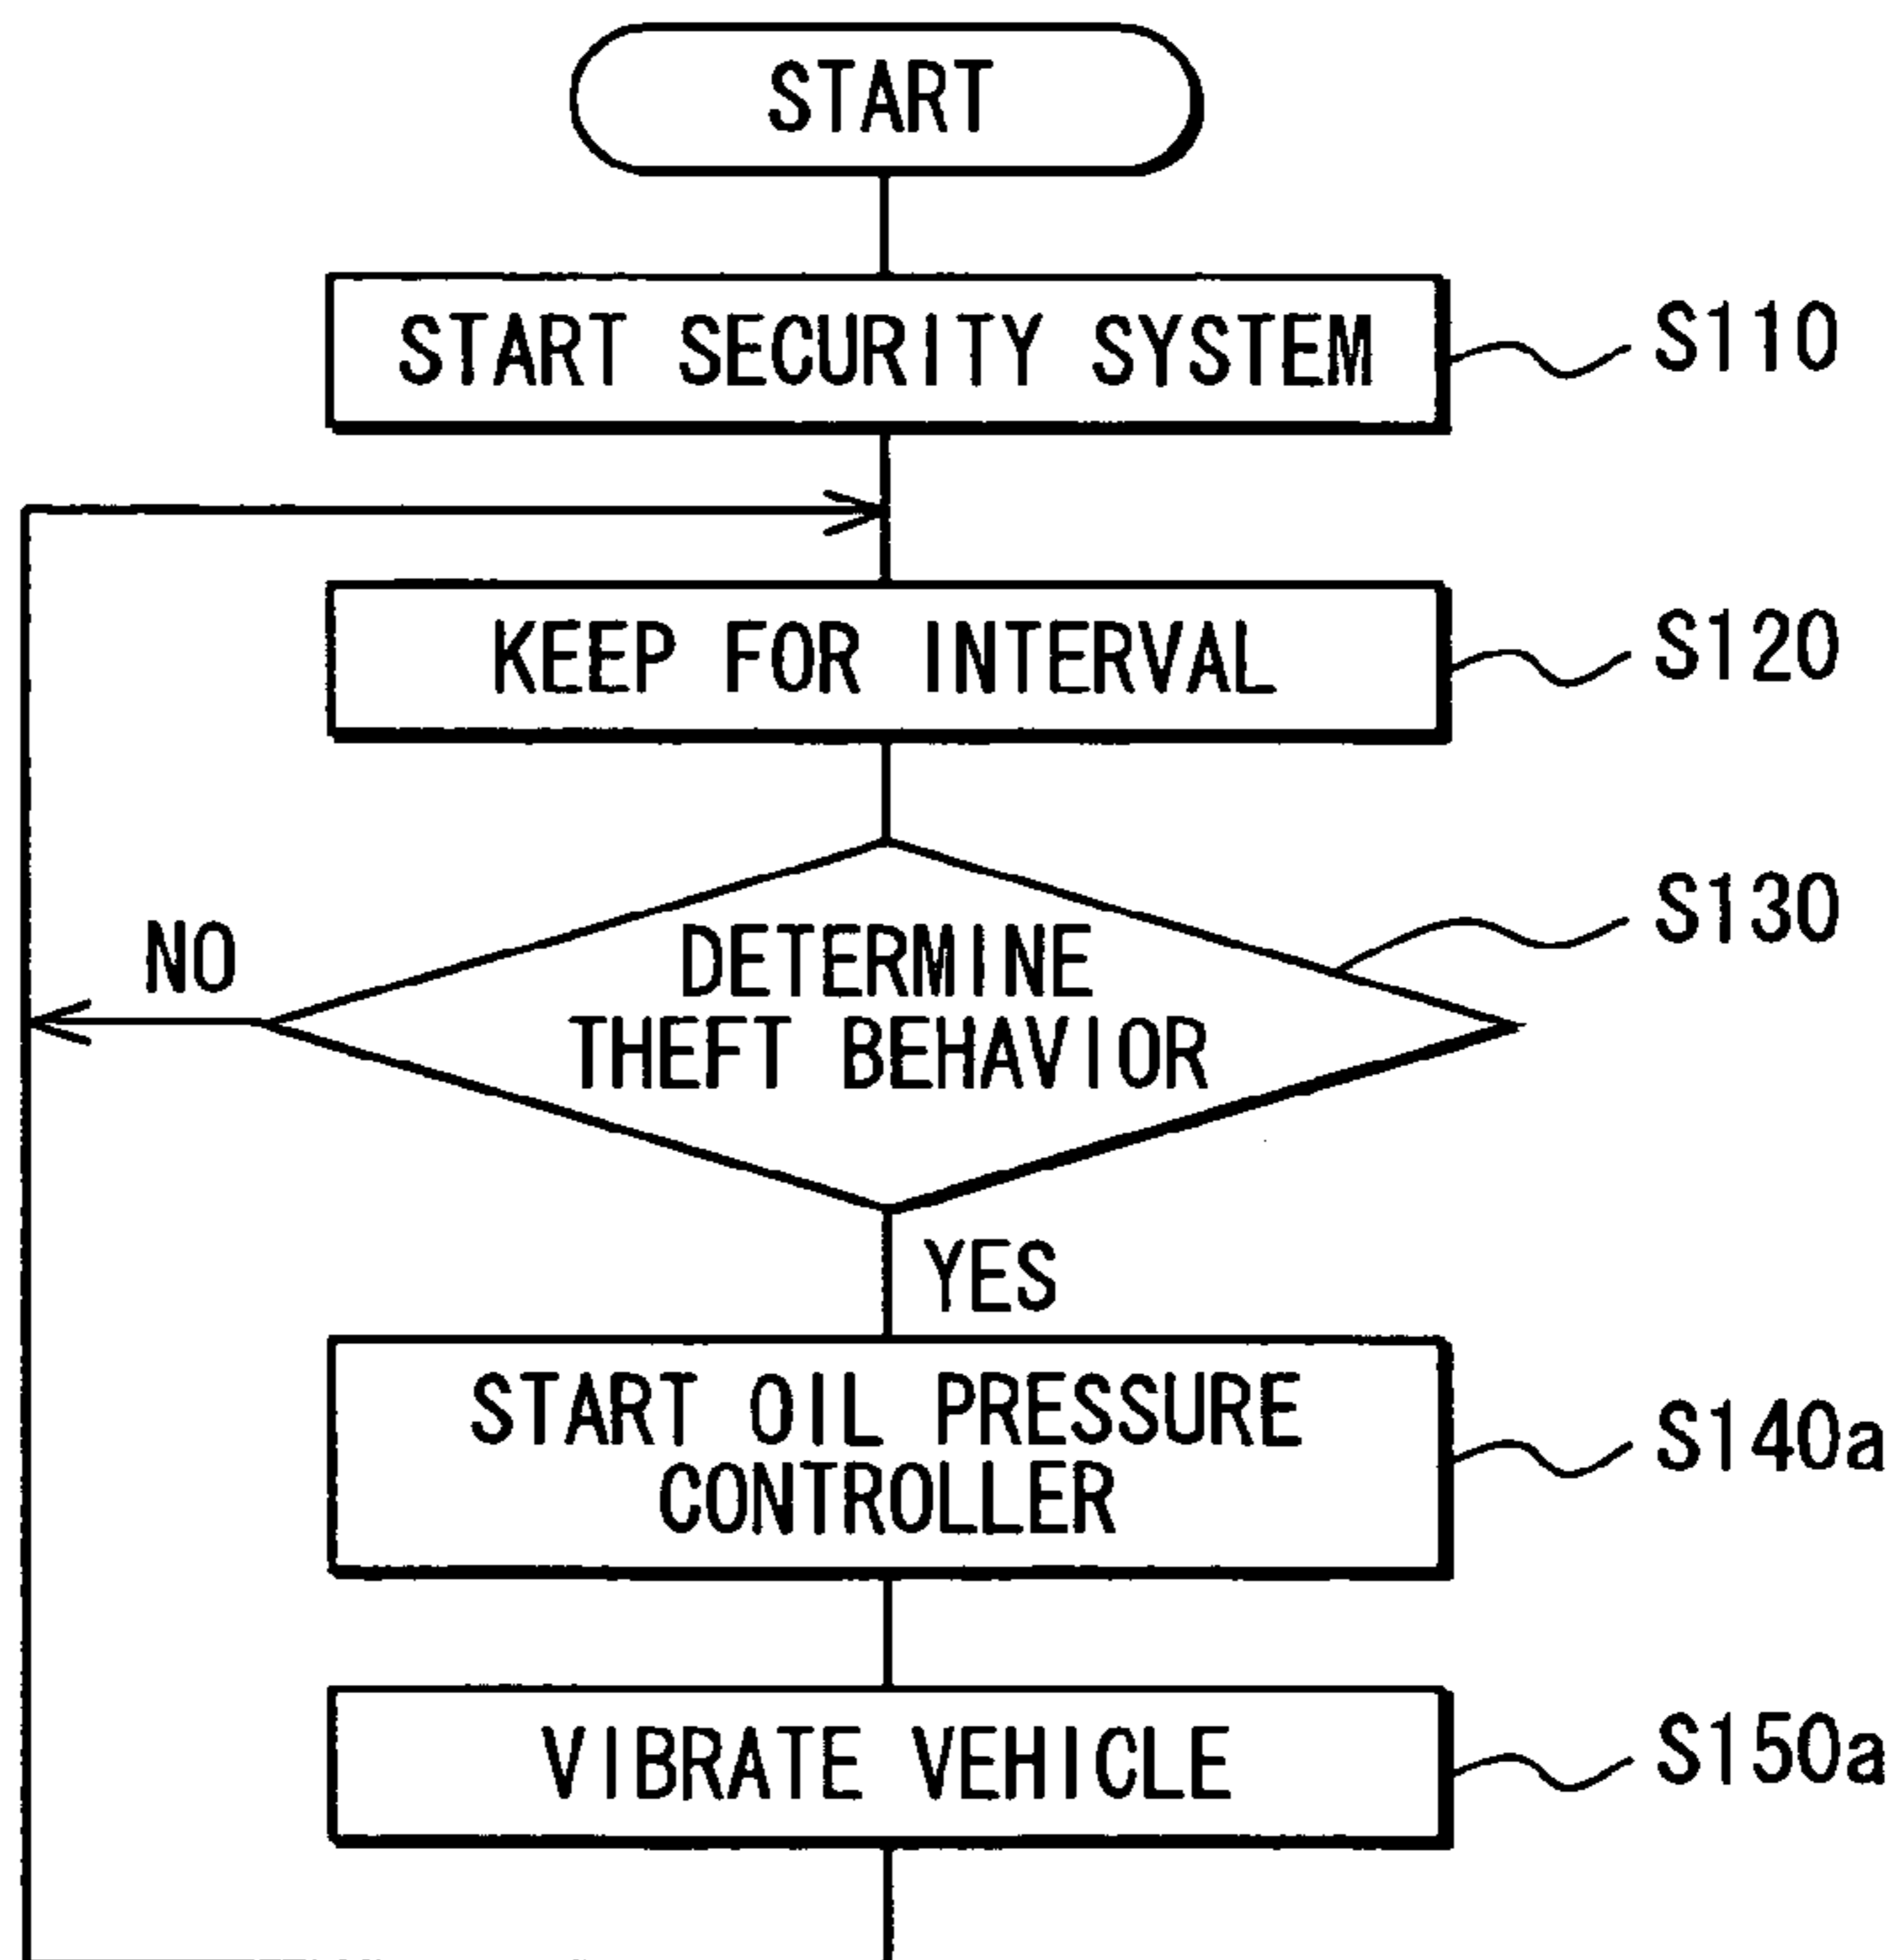 START
START SECURITY SYSTEM
S110
KEEP FOR INTERVAL
S120
DETERMINE
THEFT BEHAVIOR
S130
NO
YES
START OIL PRESSURE
CONTROLLER
S140a
VIBRATE VEHICLE
S150a